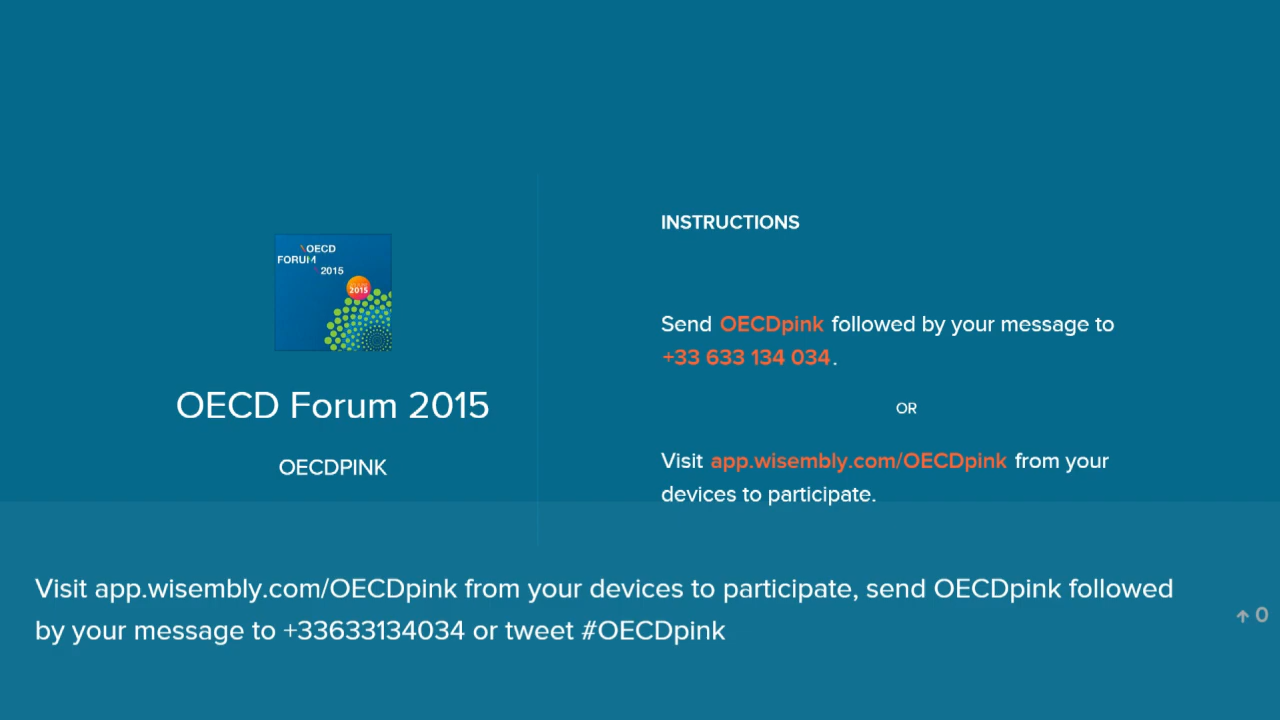 OECD
FORUM
2015
2015
OECD Forum 2015
OECDPINK
INSTRUCTIONS
Send OECDpink followed by your message to
+33 633 134 034.
OR
Visit app.wisembly.com/OECDpink from your
devices to participate.
Visit app.wisembly.com/OECDpink from your devices to participate, send OECDpink followed
by your message to +33633134034 or tweet #OECDpink
0